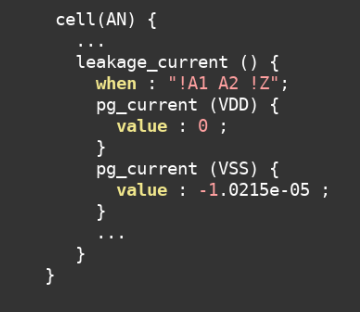 cell(AN) {
...
leakage_current () {
when : "!A1 A2 !Z";
pg_current (VDD) {
value : 0 ;
}
pg_current (VSS) {
value : -1.0215e-05 ;
}
...
}
}